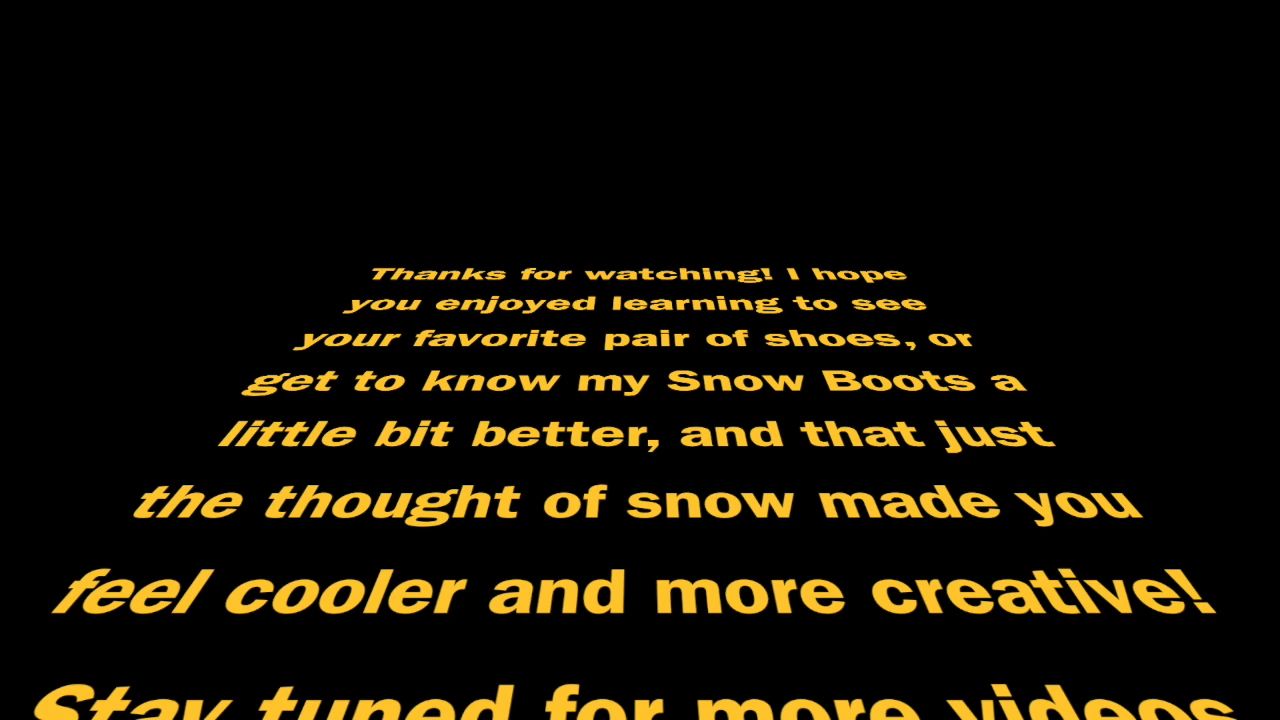 Thanks for watching! I hope
you enjoyed learning to see
your favorite pair of shoes, or
get to know my Snow Boots a
little bit better, and that just
the thought of snow made you
feel cooler and more creative!
Stay tuned for more videos